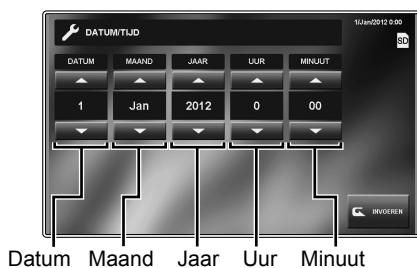 1/Jan/2012 0:00
DATUM/TIJD
SD
DATUM MAAND JAAR UUR MINUUT
1 Jan 2012 0 00
INVOEREN
Datum Maand Jaar Uur Minuut